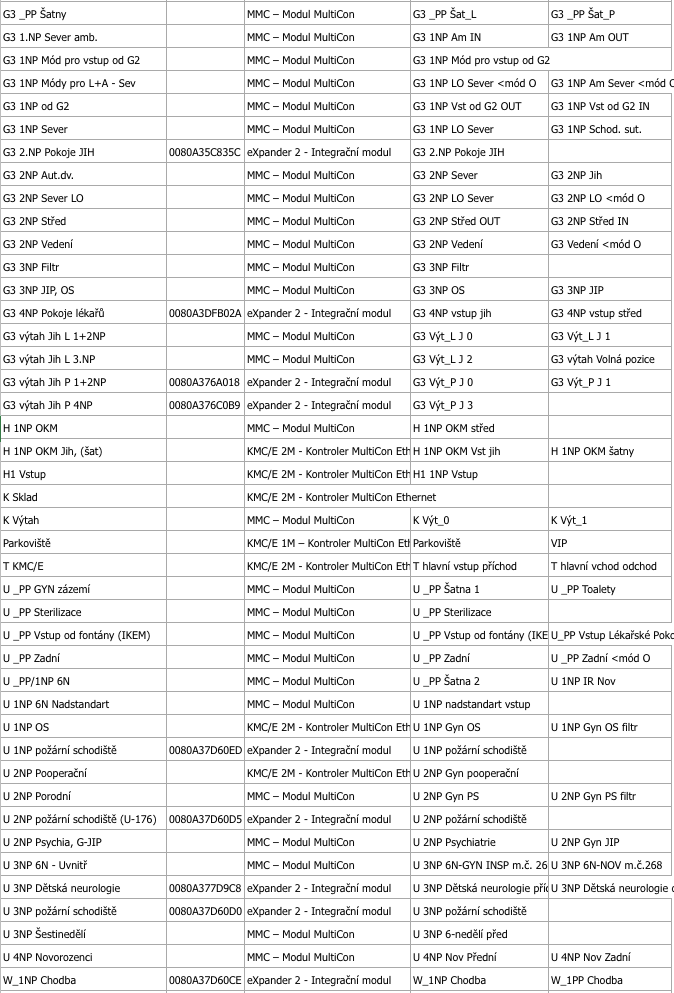 G3 _PP Šatny MMC – Modul MultiCon G3 _PP Šat_L G3 _PP Šat_P
G3 1.NP Sever amb. MMC – Modul MultiCon G3 1NP Am IN G3 1NP Am OUT
G3 1NP Mód pro vstup od G2 MMC – Modul MultiCon G3 1NP Mód pro vstup od G2
G3 1NP Módy pro L+A - Sev MMC – Modul MultiCon G3 1NP LO Sever <mód O G3 1NP Am Sever <mód O
G3 1NP od G2 MMC – Modul MultiCon G3 1NP Vst od G2 OUT G3 1NP Vst od G2 IN
G3 1NP Sever MMC – Modul MultiCon G3 1NP LO Sever G3 1NP Schod. sut.
G3 2.NP Pokoje JIH 0080A35C835C eXpander 2 - Integrační modul G3 2.NP Pokoje JIH
G3 2NP Aut.dv. MMC – Modul MultiCon G3 2NP Sever G3 2NP Jih
G3 2NP Sever LO MMC – Modul MultiCon G3 2NP LO Sever G3 2NP LO <mód O
G3 2NP Střed MMC – Modul MultiCon G3 2NP Střed OUT G3 2NP Střed IN
G3 2NP Vedení MMC – Modul MultiCon G3 2NP Vedení G3 Vedení <mód O
G3 3NP Filtr MMC – Modul MultiCon G3 3NP Filtr
G3 3NP JIP, OS MMC – Modul MultiCon G3 3NP OS G3 3NP JIP
G3 4NP Pokoje lékařů 0080A3DFB02A eXpander 2 - Integrační modul G3 4NP vstup jih G3 4NP vstup střed
G3 výtah Jih L 1+2NP MMC – Modul MultiCon G3 Výt_L J 0 G3 Výt_L J 1
G3 výtah Jih L 3.NP MMC – Modul MultiCon G3 Výt_L J 2 G3 výtah Volná pozice
G3 výtah Jih P 1+2NP 0080A376A018 eXpander 2 - Integrační modul G3 Výt_P J 0 G3 Výt_P J 1
G3 výtah Jih P 4NP 0080A376C0B9 eXpander 2 - Integrační modul G3 Výt_P J 3
H 1NP OKM MMC – Modul MultiCon H 1NP OKM střed
H 1NP OKM Jih, (šat) KMC/E 2M - Kontroler MultiCon Eth H 1NP OKM Vst jih H 1NP OKM šatny
H1 Vstup KMC/E 2M - Kontroler MultiCon Eth H1 1NP Vstup
K Sklad KMC/E 2M - Kontroler MultiCon Ethernet
K Výtah MMC – Modul MultiCon K Výt_0 K Výt_1
Parkoviště KMC/E 1M – Kontroler MultiCon Eth Parkoviště VIP
T KMC/E KMC/E 2M - Kontroler MultiCon Eth T hlavní vstup příchod T hlavní vchod odchod
U _PP GYN zázemí MMC – Modul MultiCon U _PP Šatna 1 U _PP Toalety
U _PP Sterilizace MMC – Modul MultiCon U _PP Sterilizace
U _PP Vstup od fontány (IKEM) MMC – Modul MultiCon U _PP Vstup od fontány (IKE U_PP Vstup Lékařské Poko
U _PP Zadní MMC – Modul MultiCon U _PP Zadní U _PP Zadní <mód O
U _PP/1NP 6N MMC – Modul MultiCon U _PP Šatna 2 U 1NP IR Nov
U 1NP 6N Nadstandart MMC – Modul MultiCon U 1NP nadstandart vstup
U 1NP OS KMC/E 2M - Kontroler MultiCon Eth U 1NP Gyn OS U 1NP Gyn OS filtr
U 1NP požární schodiště 0080A37D60ED eXpander 2 - Integrační modul U 1NP požární schodiště
U 2NP Pooperační KMC/E 2M - Kontroler MultiCon Eth U 2NP Gyn pooperační
U 2NP Porodní MMC – Modul MultiCon U 2NP Gyn PS U 2NP Gyn PS filtr
U 2NP požární schodiště (U-176) 0080A37D60D5 eXpander 2 - Integrační modul U 2NP požární schodiště
U 2NP Psychia, G-JIP MMC – Modul MultiCon U 2NP Psychiatrie U 2NP Gyn JIP
U 3NP 6N - Uvnitř MMC – Modul MultiCon U 3NP 6N-GYN INSP m.č. 26 U 3NP 6N-NOV m.č.268
U 3NP Dětská neurologie 0080A377D9C8 eXpander 2 - Integrační modul U 3NP Dětská neurologie příc U 3NP Dětská neurologie o
U 3NP požární schodiště 0080A37D60D0 eXpander 2 - Integrační modul U 3NP požární schodiště
U 3NP Šestinedělí MMC – Modul MultiCon U 3NP 6-nedělí před
U 4NP Novorozenci MMC – Modul MultiCon U 4NP Nov Přední U 4NP Nov Zadní
W_1NP Chodba 0080A37D60CE eXpander 2 - Integrační modul W_1NP Chodba W_1PP Chodba